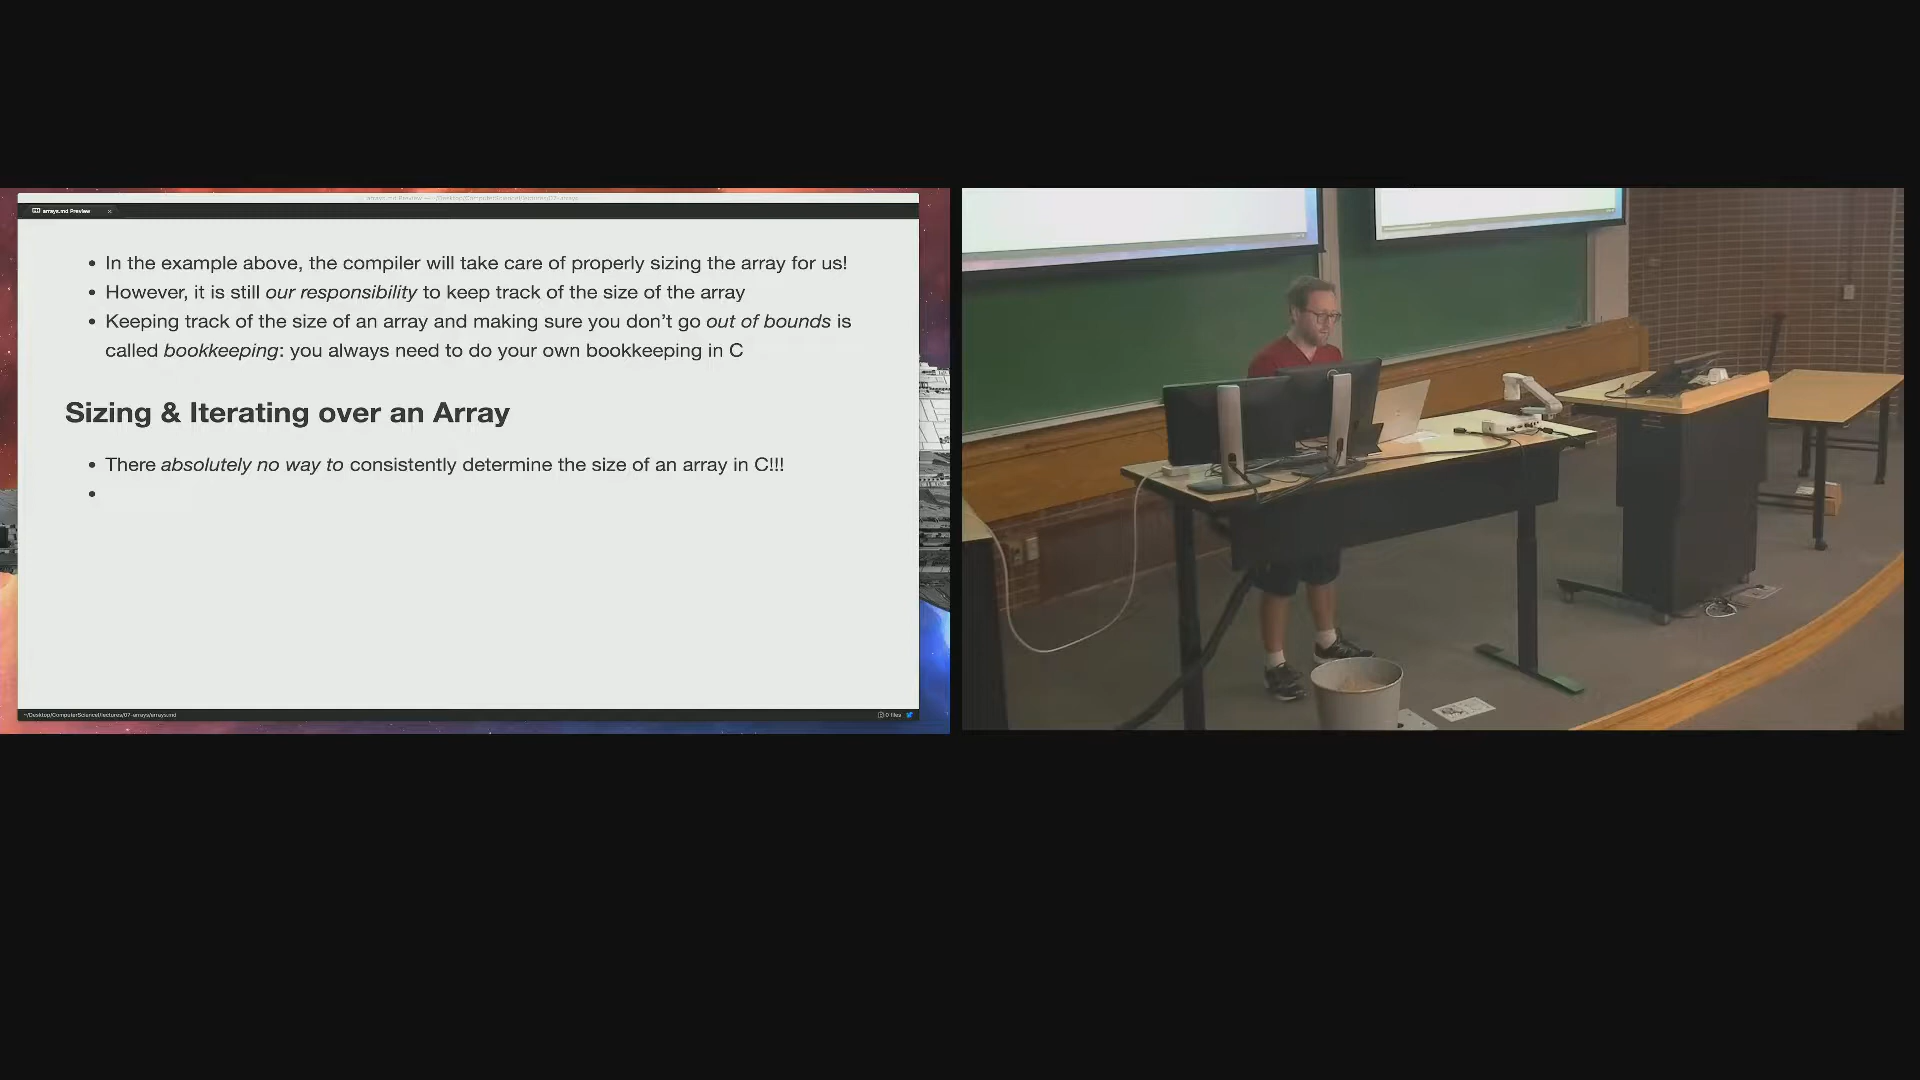 arrays.md Preview
• In the example above, the compiler will take care of properly sizing the array for us!
• However, it is still our responsibility to keep track of the size of the array
• Keeping track of the size of an array and making sure you don’t go out of bounds is
called bookkeeping: you always need to do your own bookkeeping in C
Sizing & Iterating over an Array
• There absolutely no way to consistently determine the size of an array in C!!!
•
~/Desktop/ComputerScienceI/lectures/07-arrays/arrays.md
0 files